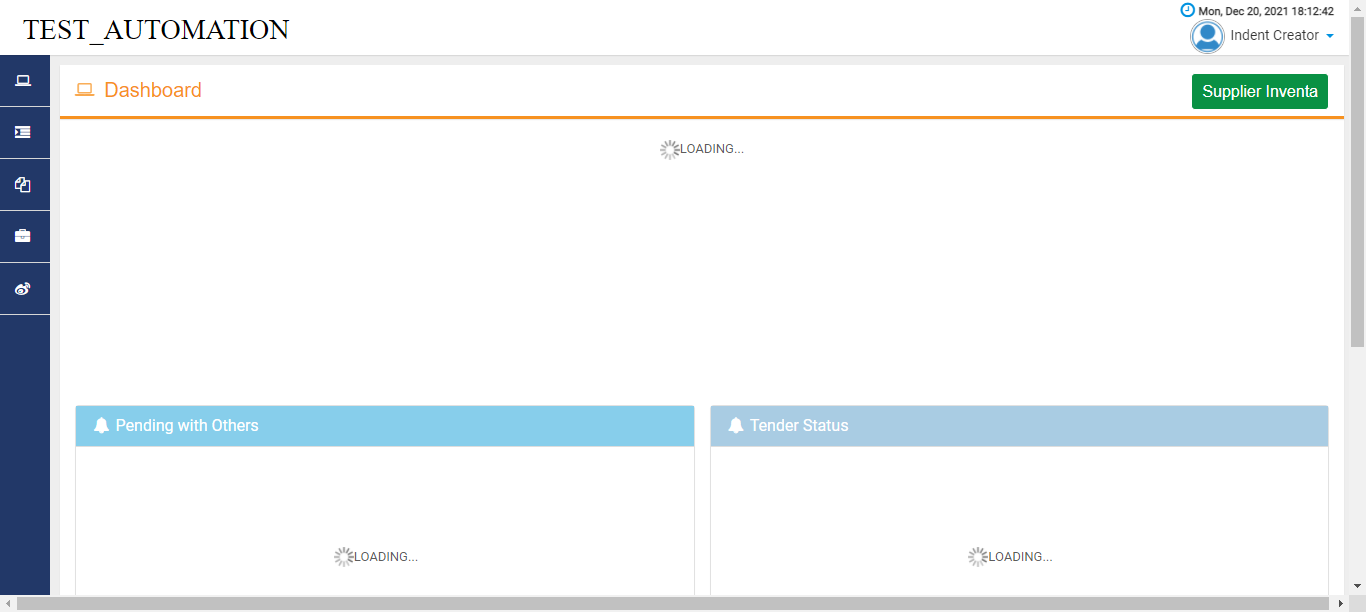 Mon, Dec 20, 2021 18:12:42
TEST_AUTOMATION
Indent Creator
Dashboard
Supplier Inventa
LOADING...
Pending with Others
Tender Status
LOADING...
LOADING...